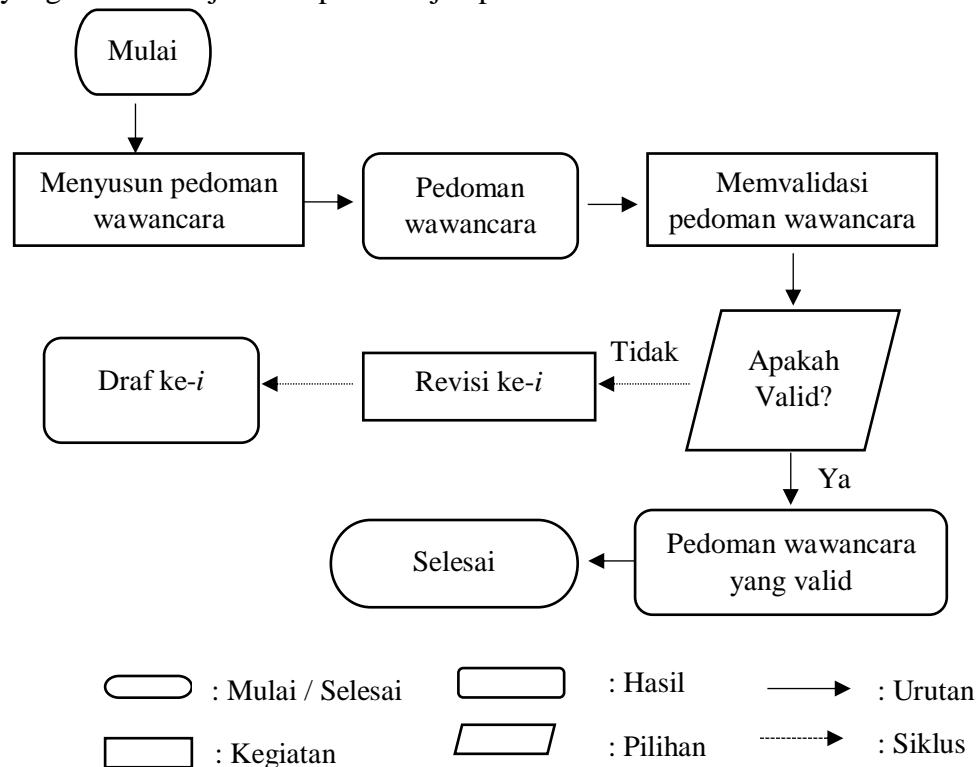 Mulai
Menyusun pedoman
wawancara
Pedoman
wawancara
Memvalidasi
pedoman wawancara
Apakah
Valid?
Tidak
Revisi ke-i
Draf ke-i
Ya
Pedoman wawancara
yang valid
Selesai
: Mulai / Selesai
: Hasil
: Urutan
: Kegiatan
: Pilihan
: Siklus